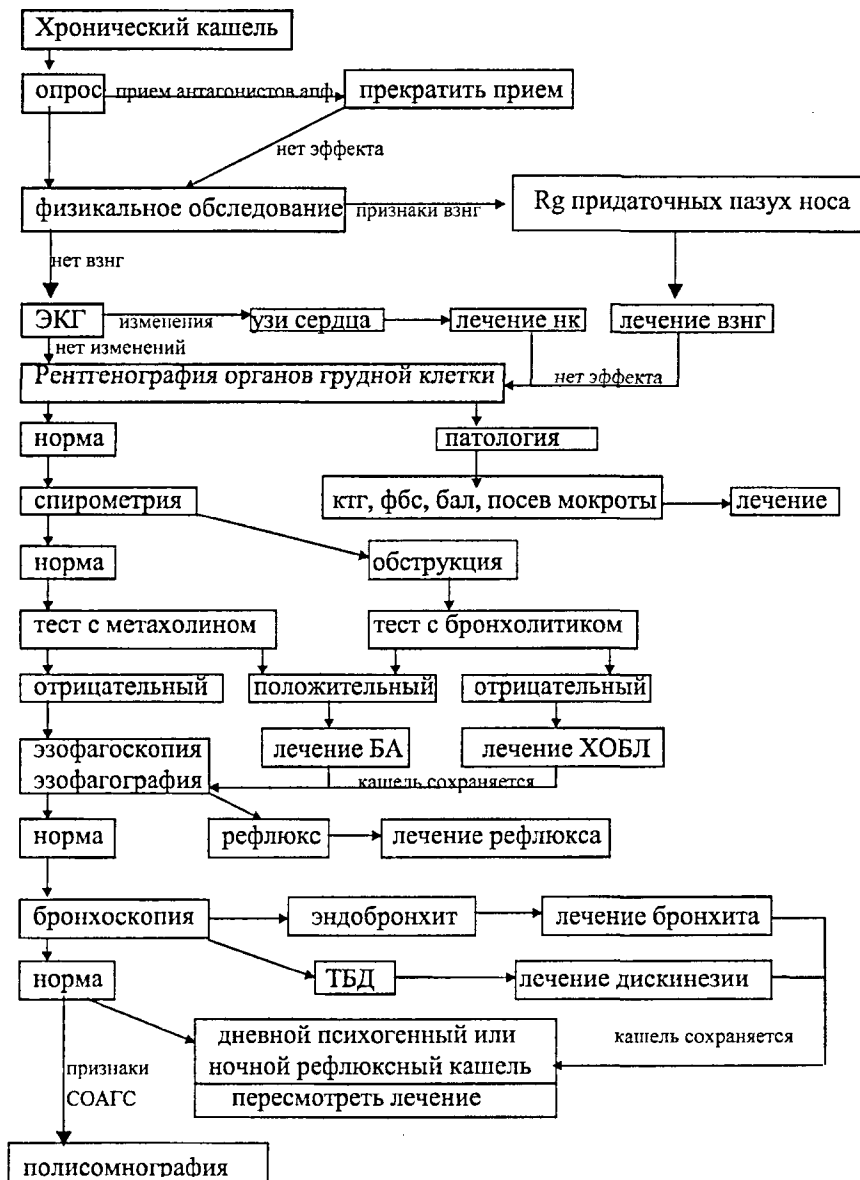 Хронический кашель
опрос прием антагонистов апф прекратить прием
нет эффекта
физикальное обследование признаки взнг Rg придаточных пазух носа
нет взнг
ЭКГ изменения узи сердца лечение нк лечение взнг
нет изменений
Рентгенография органов грудной клетки нет эффекта
норма патология
спирометрия ктг, фбс, бал, посев мокроты лечение
норма обструкция
тест с метахолином тест с бронхолитиком
отрицательный положительный отрицательный
эзофагоскопия лечение БА лечение ХОБЛ
эзофагография кашель сохраняется
норма рефлюкс лечение рефлюкса
бронхоскопия эндобронхит лечение бронхита
норма ТБД лечение дискинезии
дневной психогенный или кашель сохраняется
ночной рефлюксный кашель
признаки пересмотреть лечение
СОАГС
полисомнография